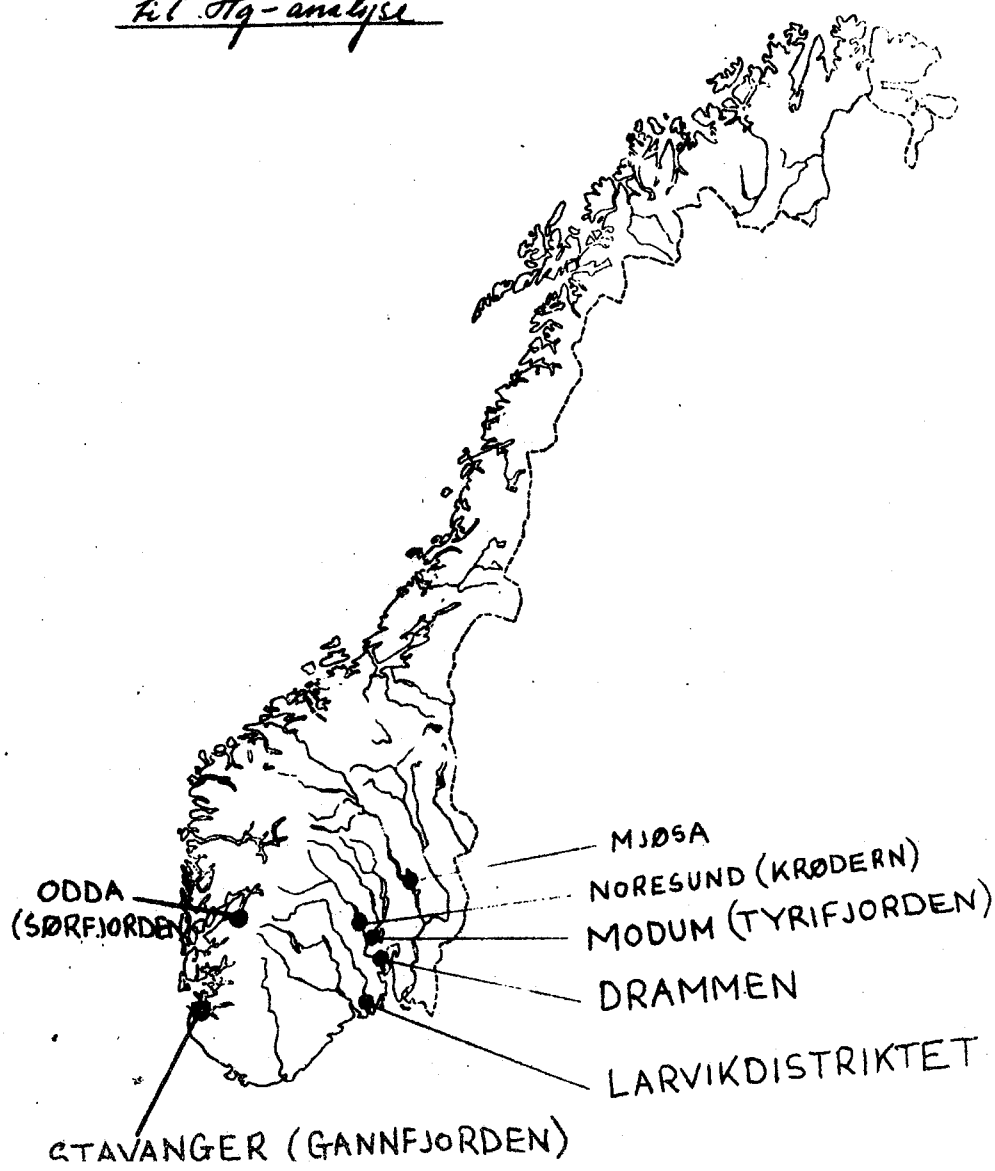 til Hg-analyse
MJØSA
NORESUND (KRØDERN)
ODDA
(SØRFJORDEN)
MODUM (TYRIFJORDEN)
DRAMMEN
LARVIKDISTRIKTET
STAVANGER (GANNFJORDEN)